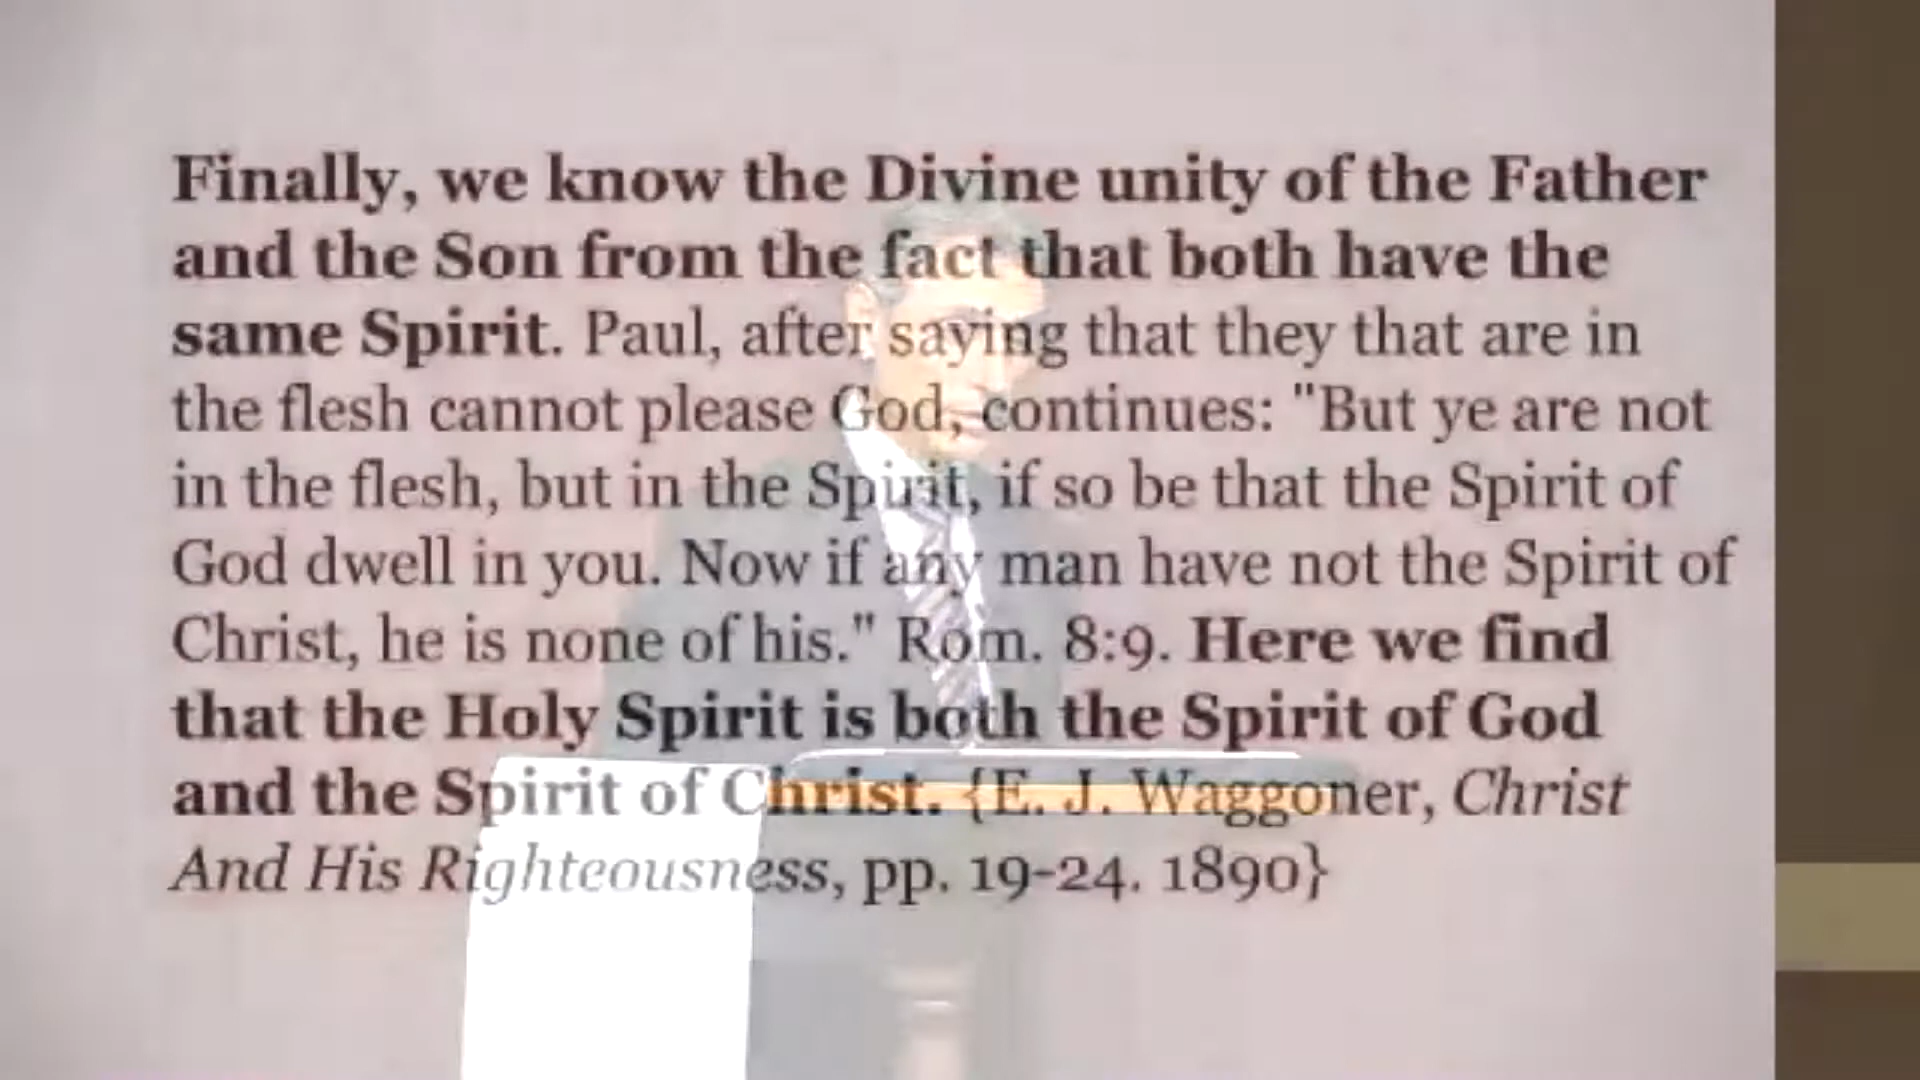 Finally, we know the Divine unity of the Father
and the Son from the fact that both have the
same Spirit. Paul, after saying that they that are in
the flesh cannot please God, continues: "But ye are not
in the flesh, but in the Spirit, if so be that the Spirit of
God dwell in you. Now if any man have not the Spirit of
Christ, he is none of his." Rom. 8:9. Here we find
that the Holy Spirit is both the Spirit of God
and the Spirit of Christ. {E. J. Waggoner, Christ
And His Righteousness, pp. 19-24. 1890}